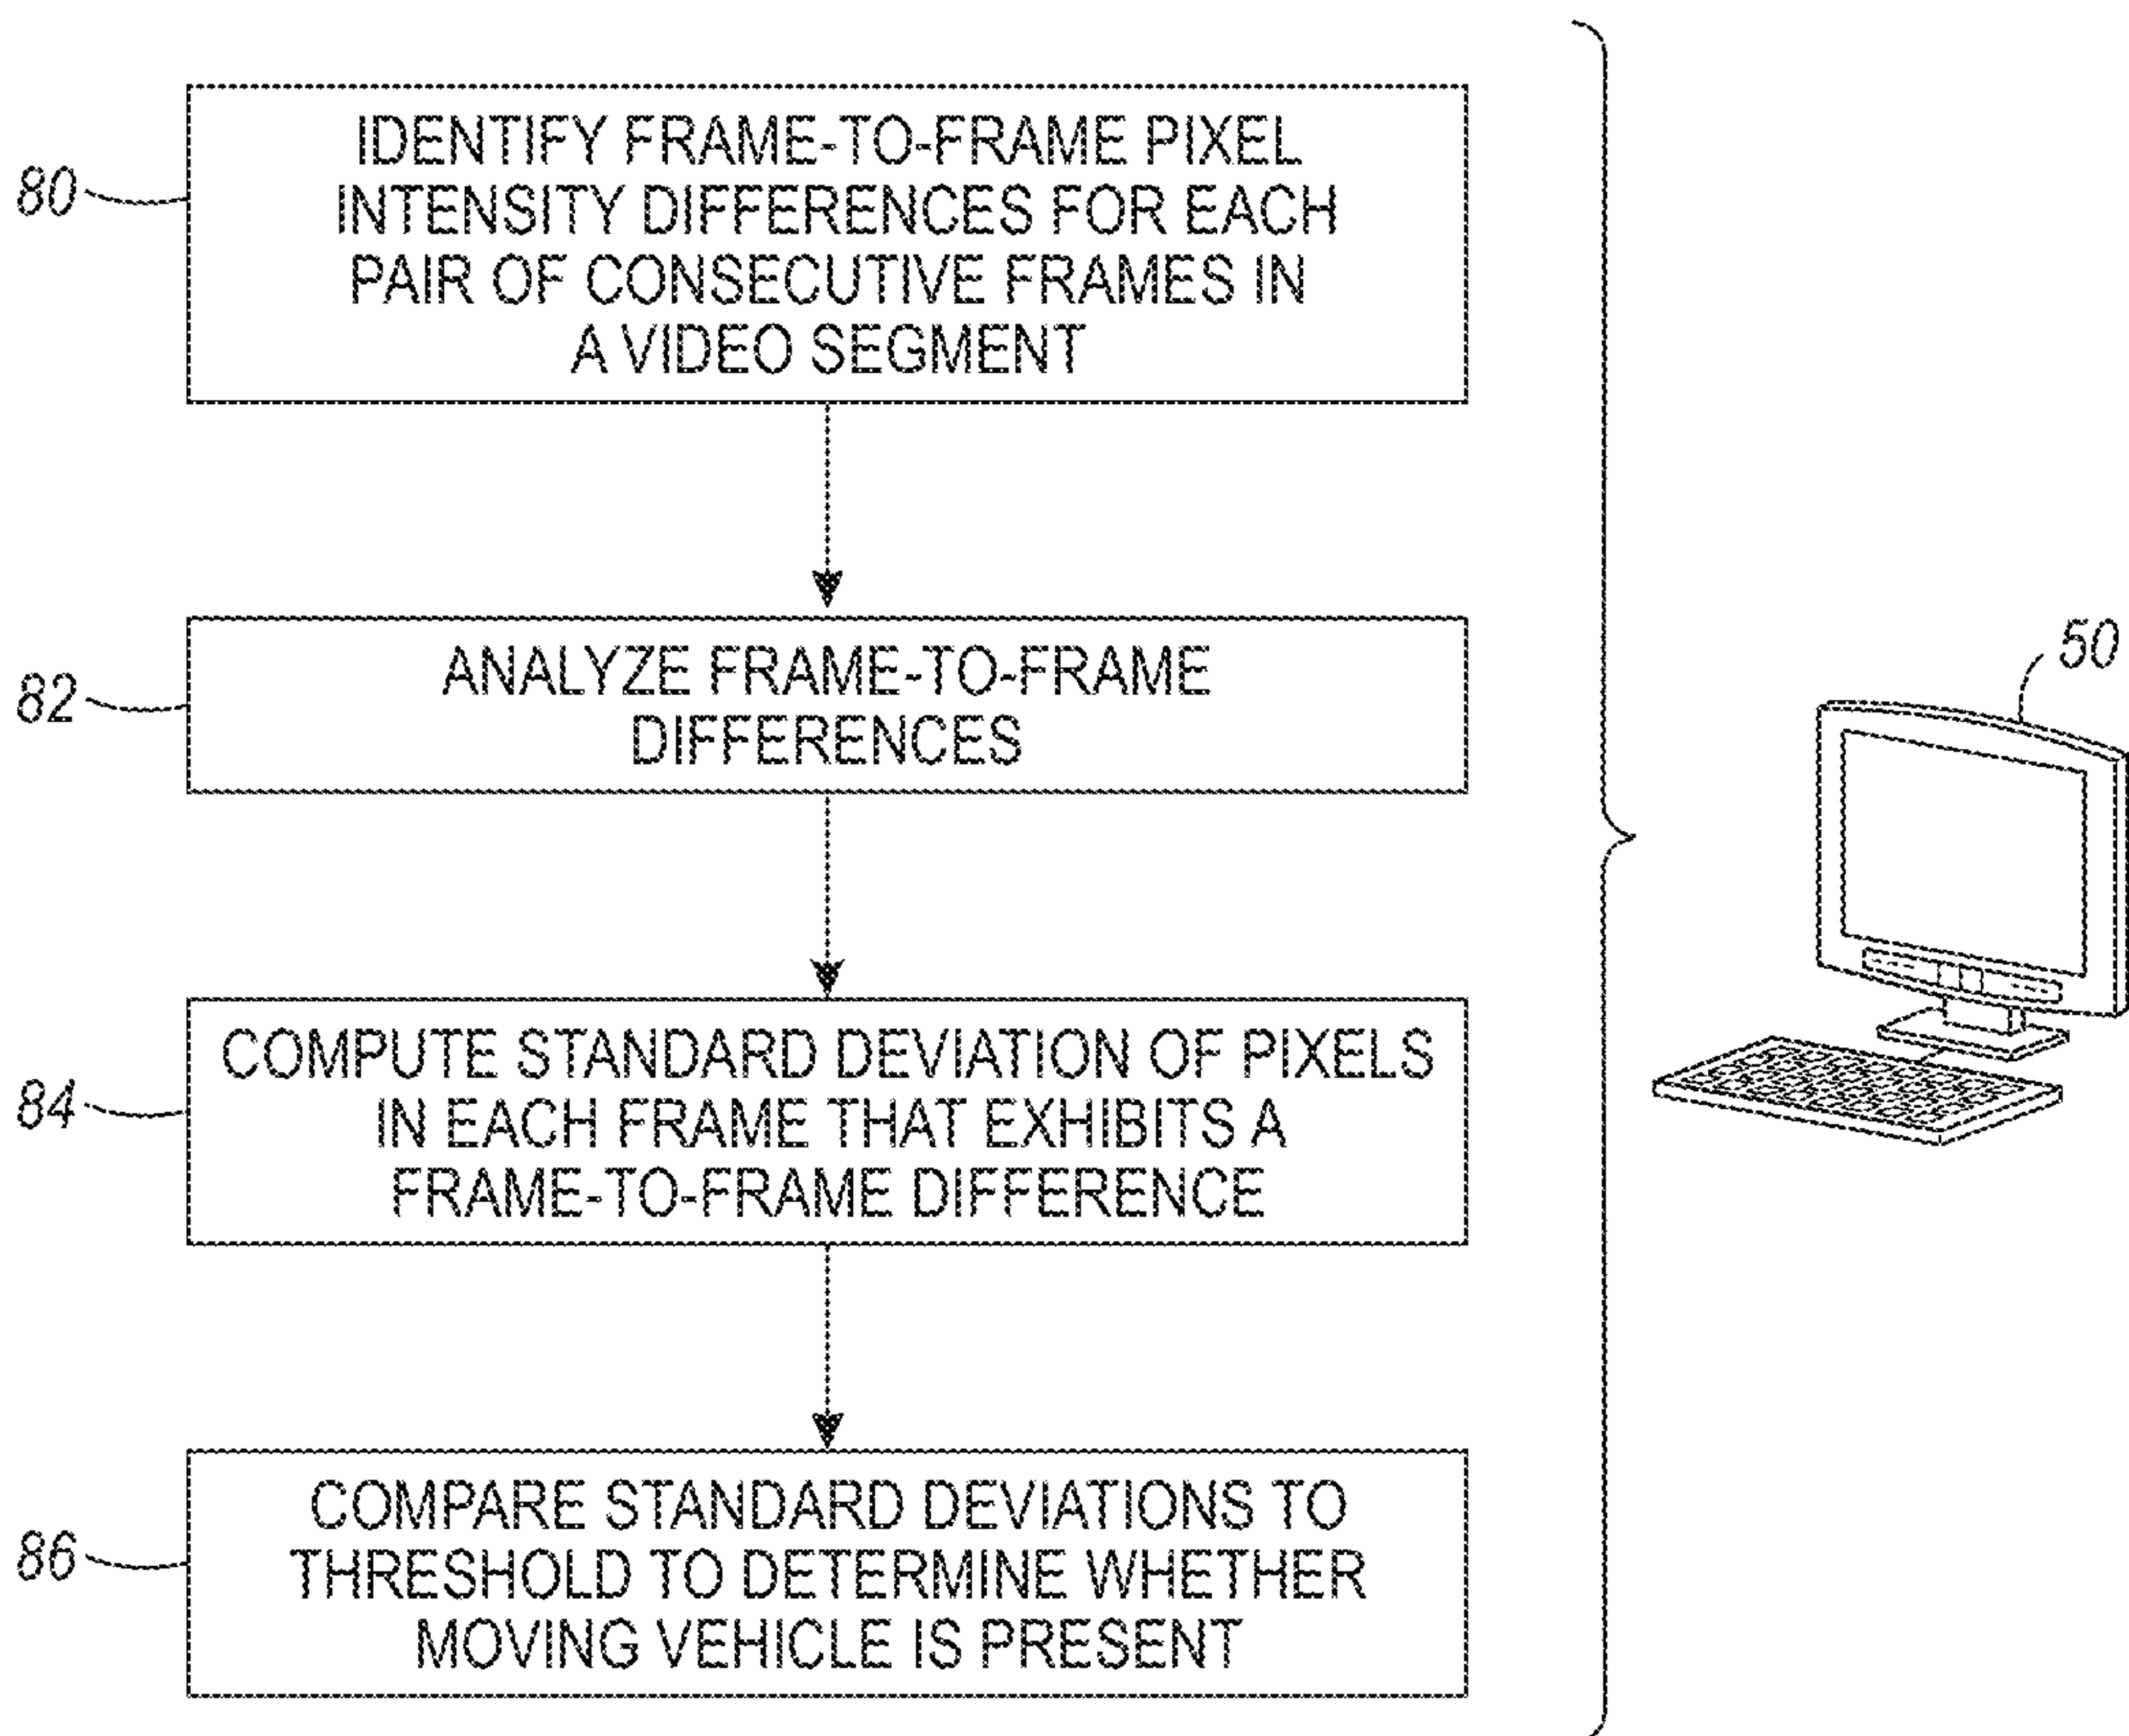 80
IDENTIFY FRAME-TO-FRAME PIXEL
INTENSITY DIFFERENCES FOR EACH
PAIR OF CONSECUTIVE FRAMES IN
A VIDEO SEGMENT
82
ANALYZE FRAME-TO-FRAME
DIFFERENCES
50
84
COMPUTE STANDARD DEVIATION OF PIXELS
IN EACH FRAME THAT EXHIBITS A
FRAME-TO-FRAME DIFFERENCE
86
COMPARE STANDARD DEVIATIONS TO
THRESHOLD TO DETERMINE WHETHER
MOVING VEHICLE IS PRESENT